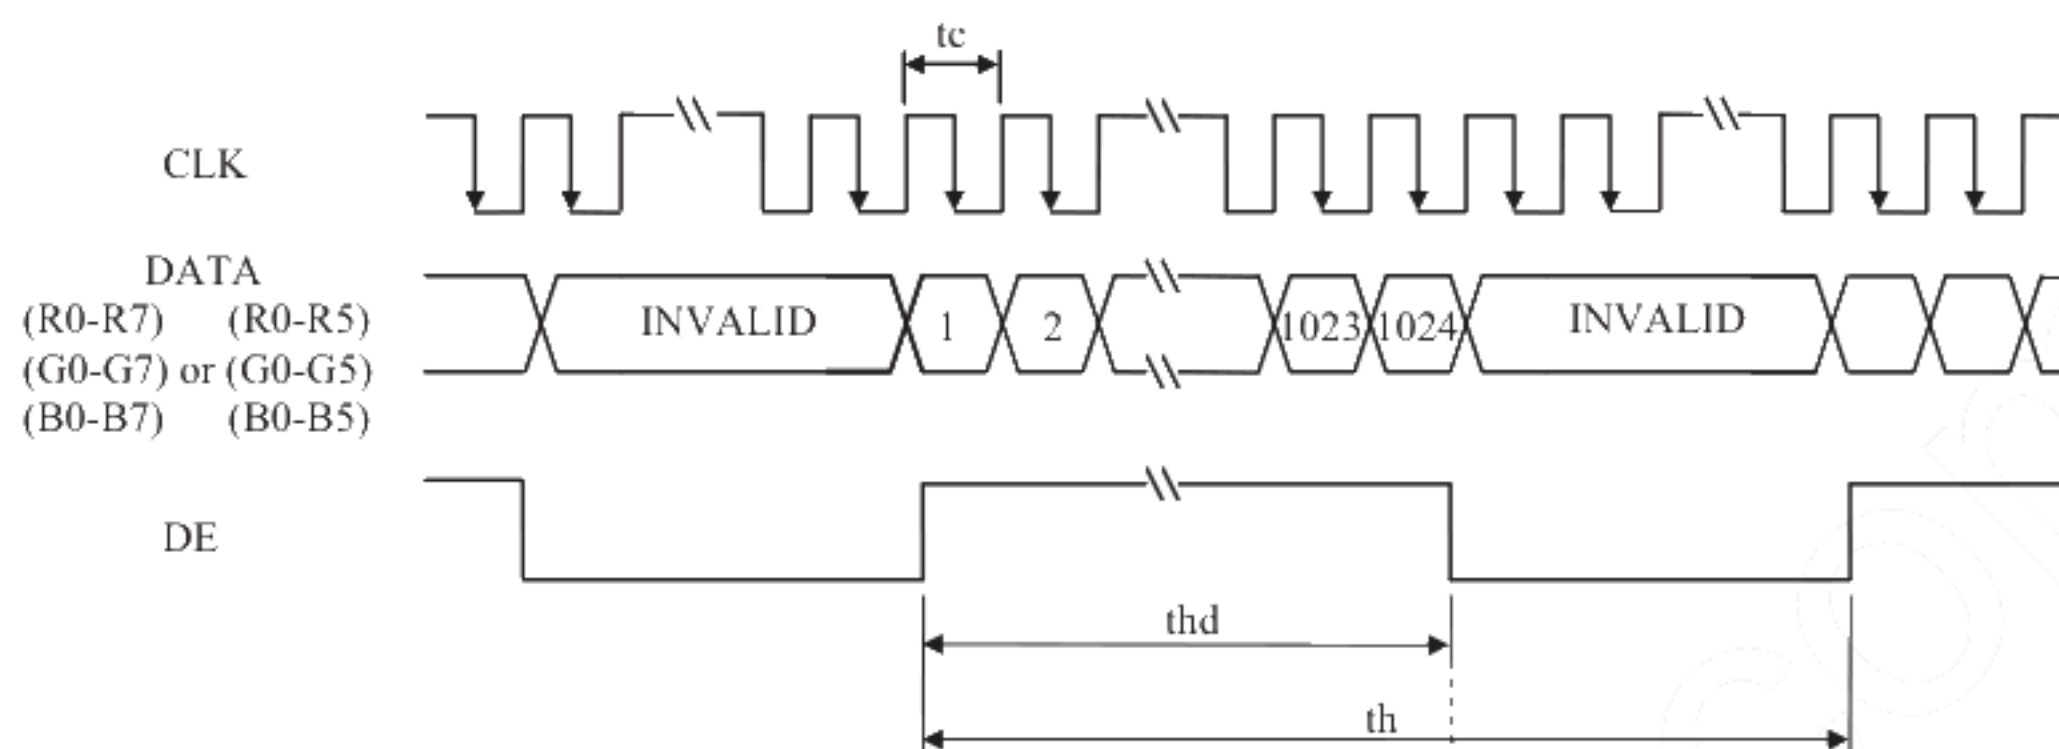 tc
CLK
DATA
(R0-R7) (R0-R5)
(G0-G7) or (G0-G5)
(B0-B7) (B0-B5)
INVALID 1 2 1023 1024 INVALID
DE
thd
th